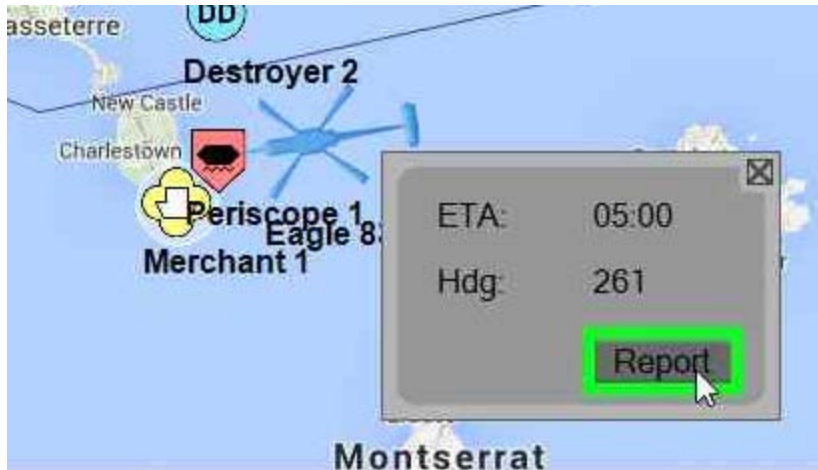 asseterre
DD
Destroyer 2
New Castle
Charlestown
Periscope 1
Eagle 8
Merchant 1
ETA: 05:00
Hdg: 261
Report
Montserrat